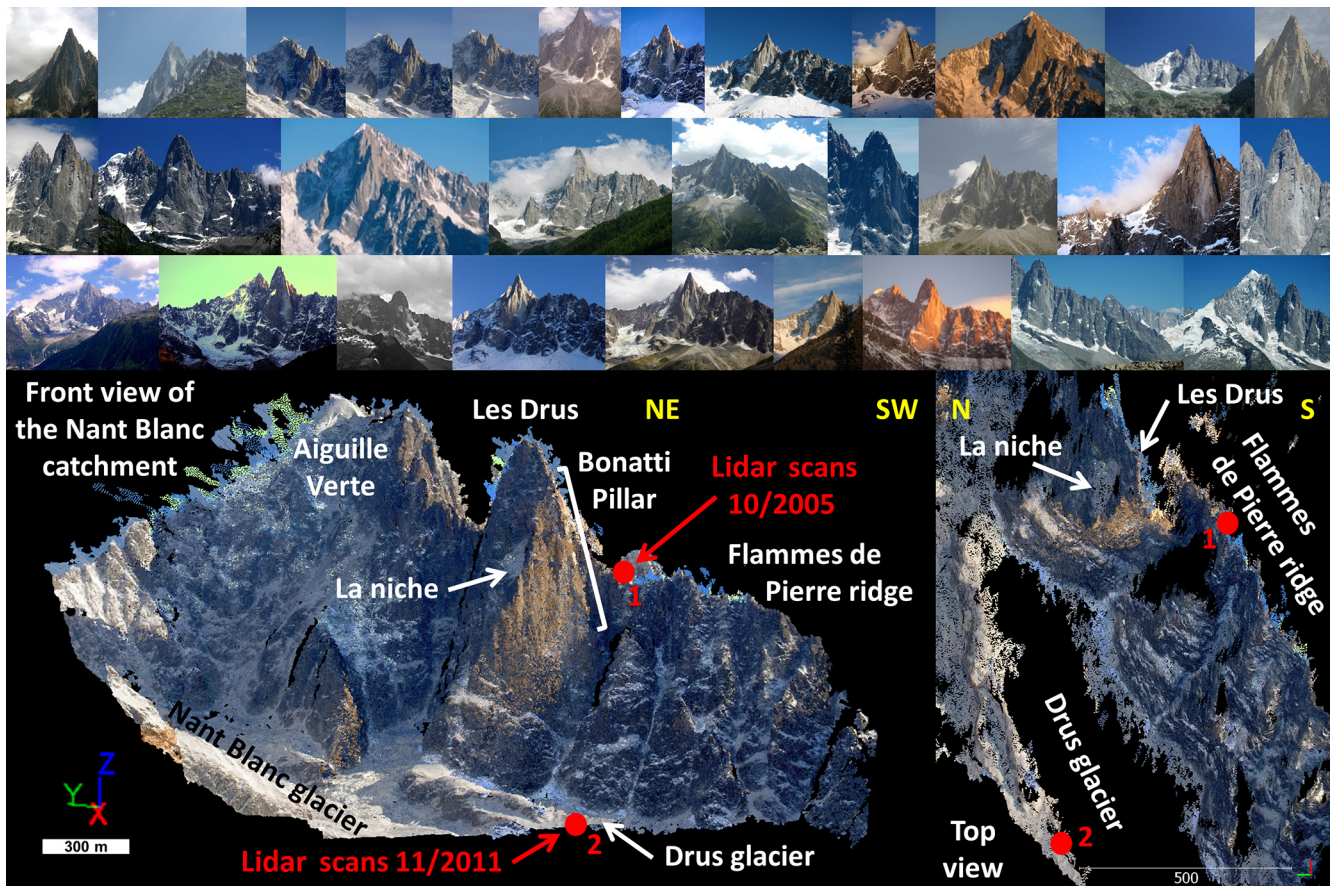 Front view of
the Nant Blanc
catchment
Aiguille
Verte
Les Drus
NE
SW
Bonatti
Pillar
Lidar scans
10/2005
1
La niche
Flammes de
Pierre ridge
Nant Blanc glacier
Z
Y
X
300 m
Lidar scans 11/2011
2
Drus glacier
N
Les Drus
S
La niche
Flammes
de Pierre ridge
1
Drus glacier
Top
view
2
500